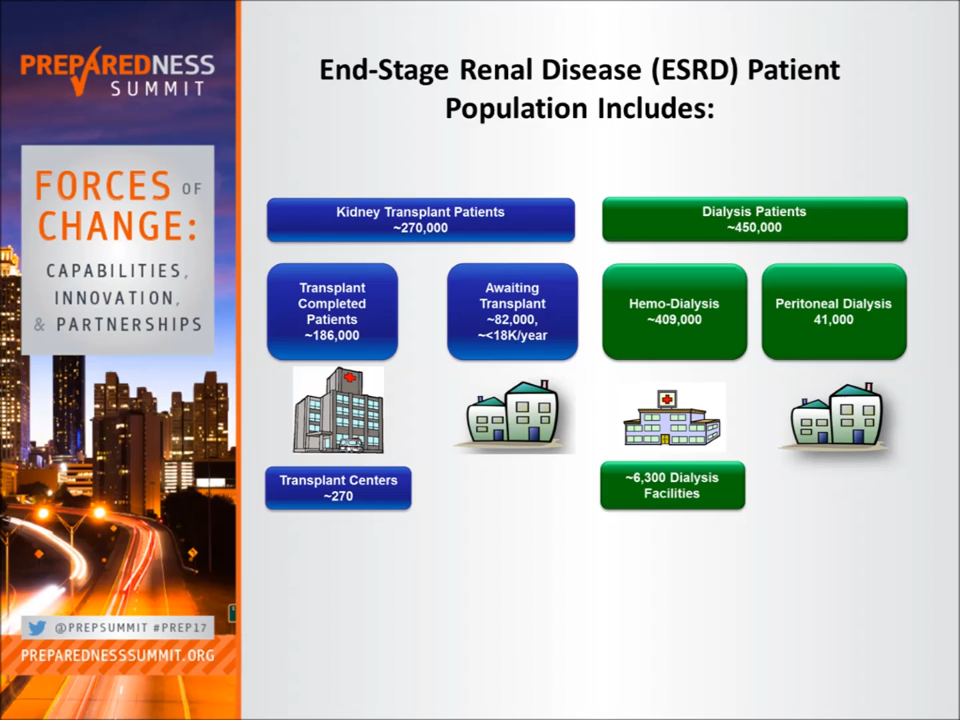 PREPAREDNESS
SUMMIT
FORCES OF
CHANGE:
CAPABILITIES,
INNOVATION,
& PARTNERSHIPS
@PREPSUMMIT #PREP17
PREPAREDNESSSUMMIT.ORG
End-Stage Renal Disease (ESRD) Patient
Population Includes:
Kidney Transplant Patients
~270,000
Dialysis Patients
~450,000
Transplant
Completed
Patients
~186,000
Awaiting
Transplant
~82,000,
~<18K/year
Hemo-Dialysis
~409,000
Peritoneal Dialysis
41,000
Transplant Centers
~270
~6,300 Dialysis
Facilities